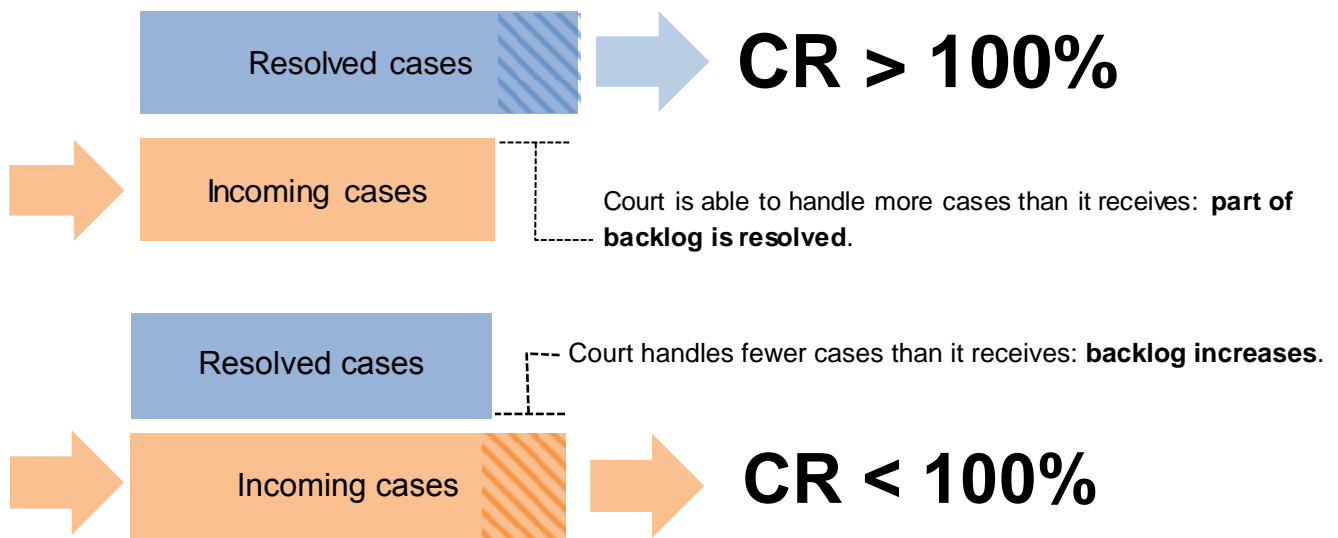 Resolved cases
CR > 100%
Incoming cases
Court is able to handle more cases than it receives: part of
backlog is resolved.
Resolved cases
Court handles fewer cases than it receives: backlog increases.
Incoming cases
CR < 100%